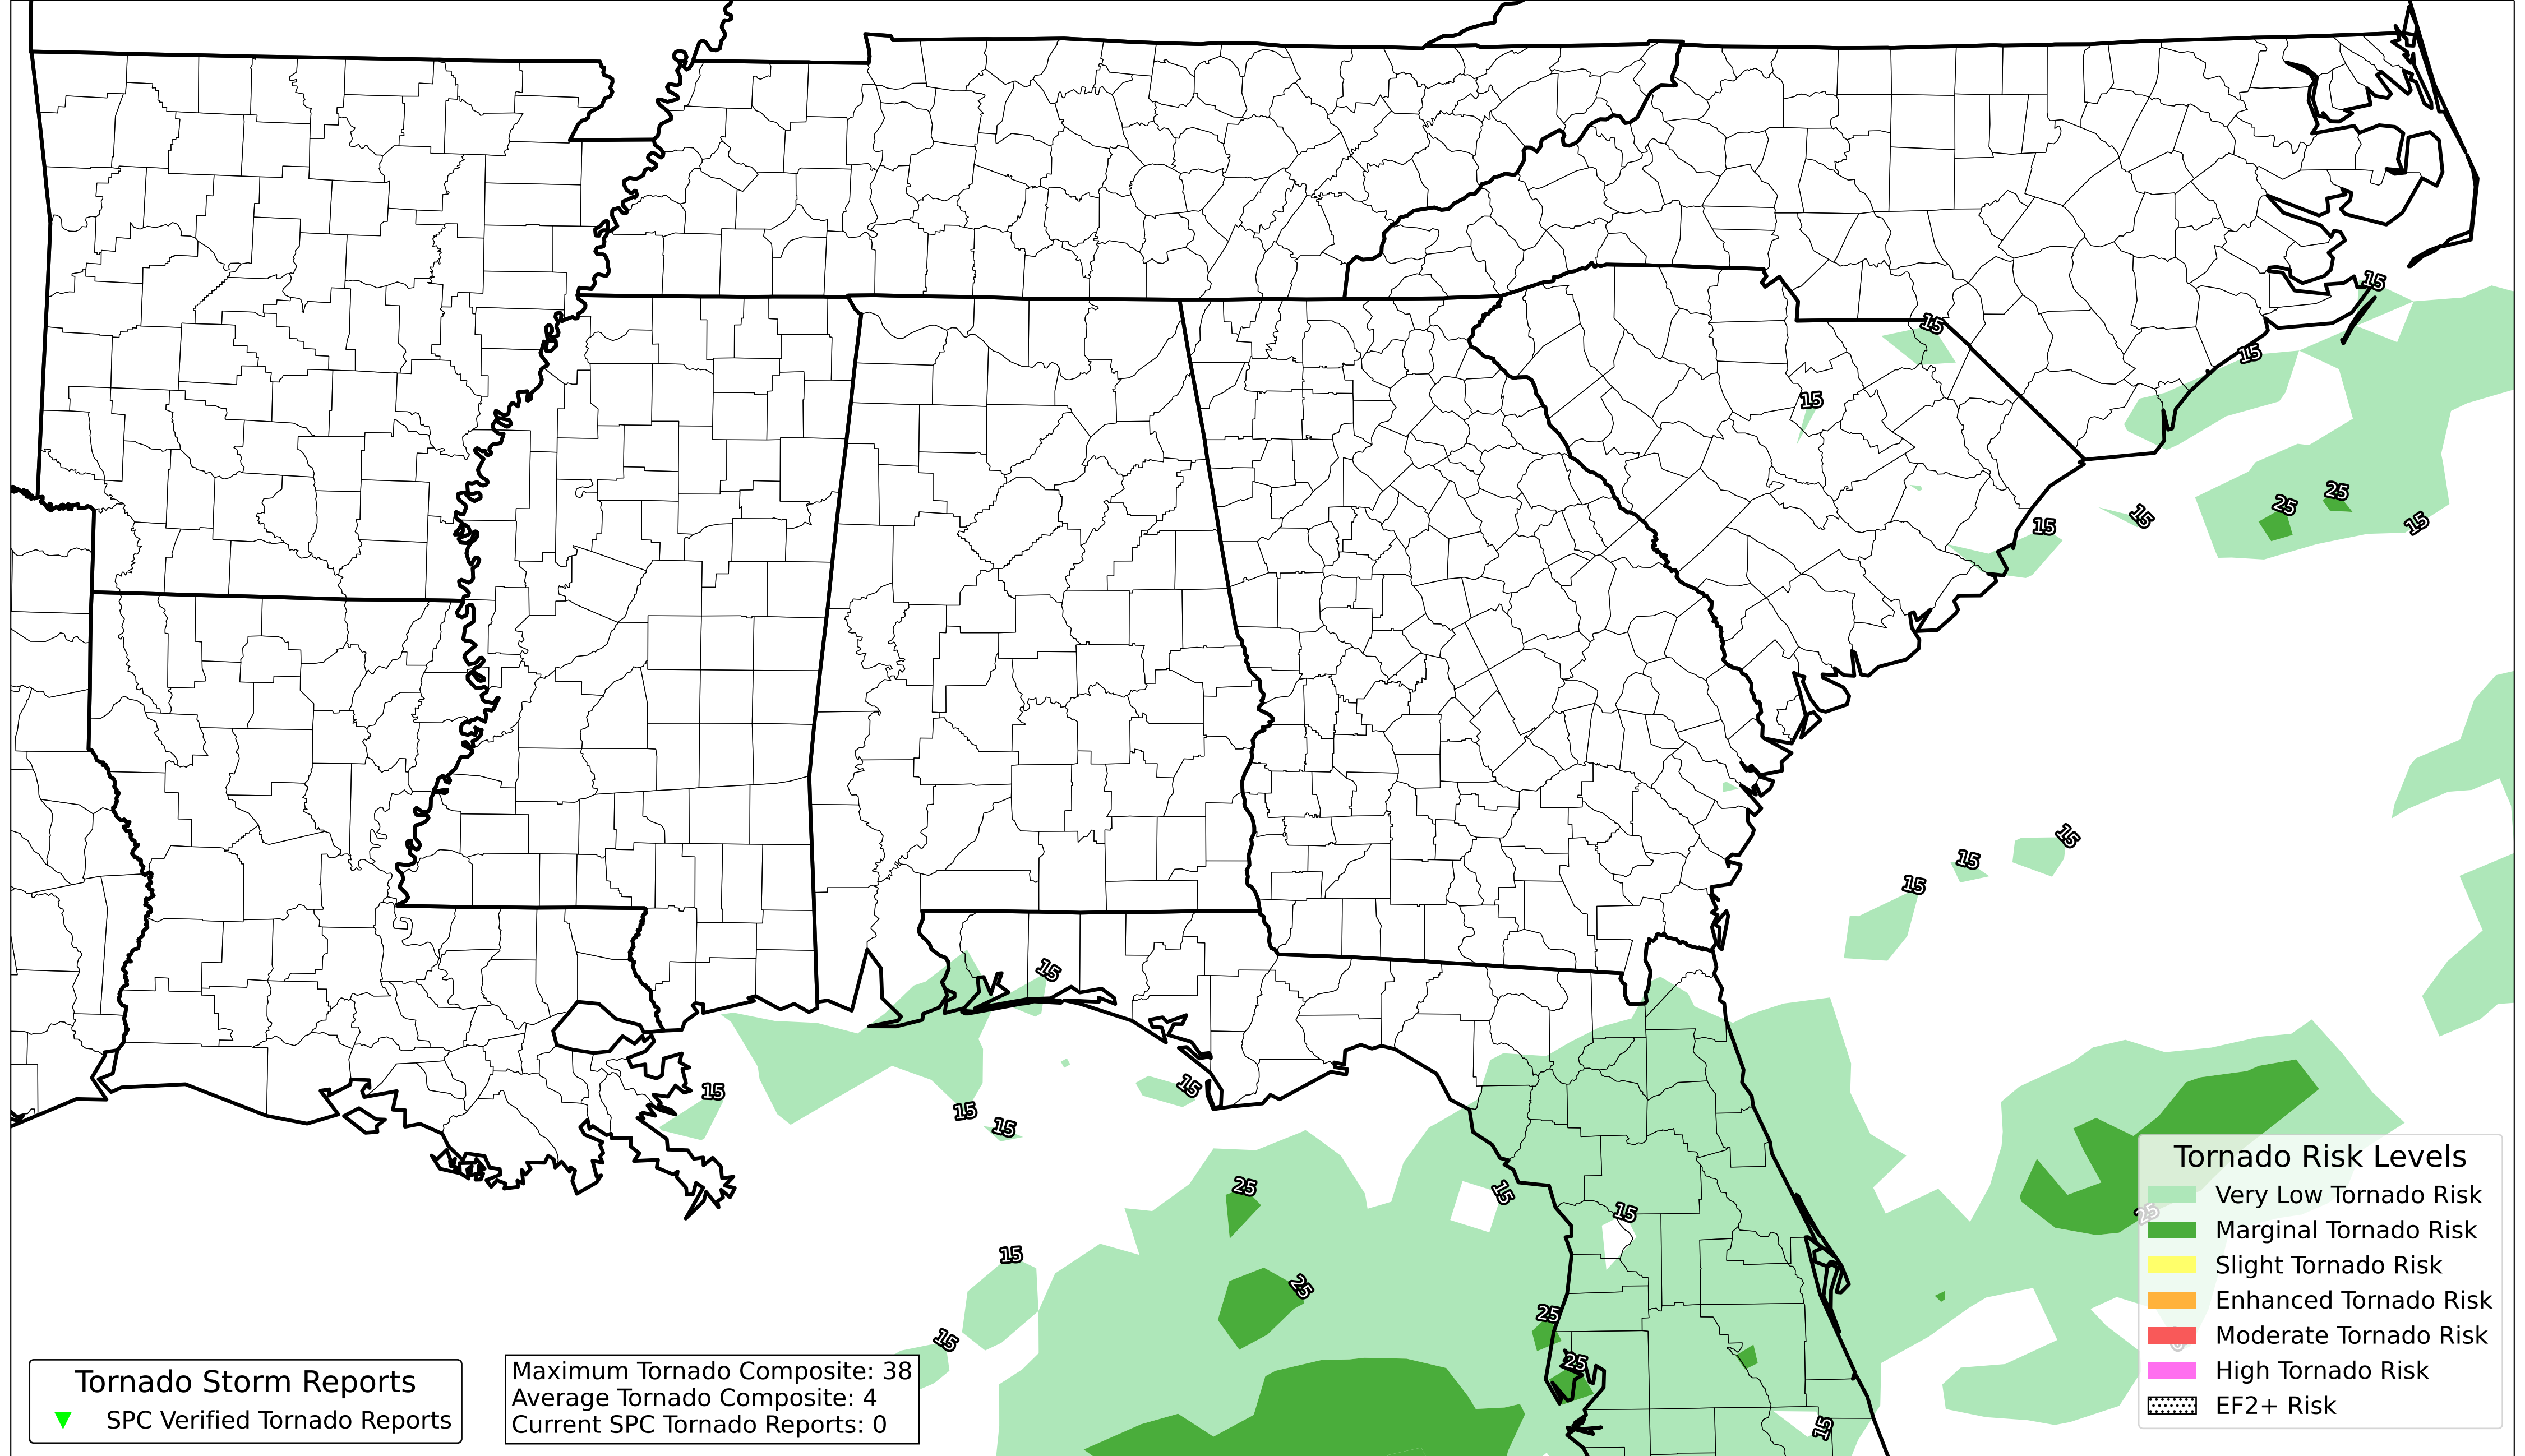 15
15
15
15
25
25
15
15
15
15
15
15
15
15
15
15
15
25
15
15
25
15
25
15
25
25
15
Tornado Risk Levels
Very Low Tornado Risk
Marginal Tornado Risk
Slight Tornado Risk
Enhanced Tornado Risk
Moderate Tornado Risk
High Tornado Risk
EF2+ Risk
Tornado Storm Reports
SPC Verified Tornado Reports
Maximum Tornado Composite: 38
Average Tornado Composite: 4
Current SPC Tornado Reports: 0